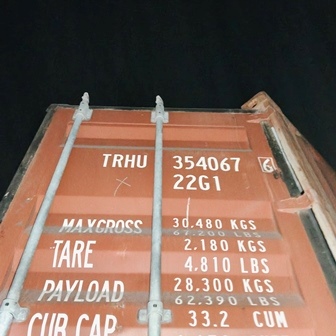 TRHU 354067 6
22G1
MAXGROSS 30.480 KGS
67.200 LBS
TARE 2.180 KGS
4.810 LBS
PAYLOAD 28.300 KGS
62.390 LBS
CUB CAP 33.2 CUM